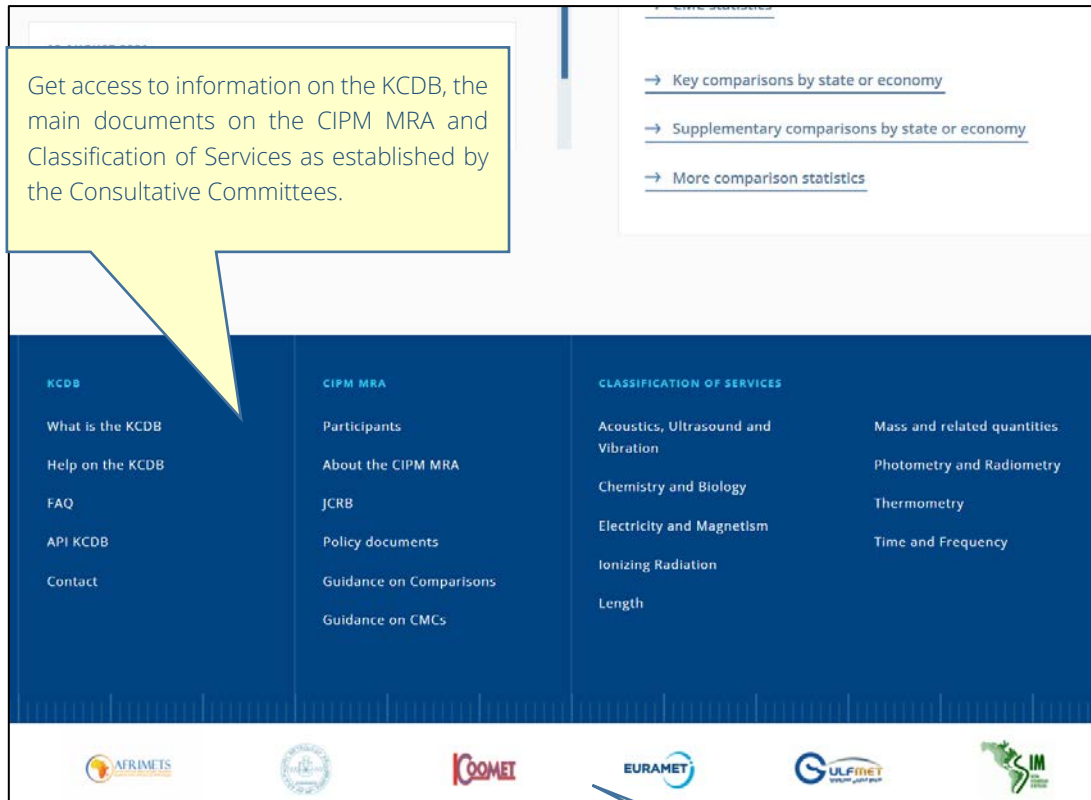 Get access to information on the KCDB, the
main documents on the CIPM MRA and
Classification of Services as established by
the Consultative Committees.
→ Key comparisons by state or economy
→ Supplementary comparisons by state or economy
→ More comparison statistics
KCDB
What is the KCDB
Help on the KCDB
FAQ
API KCDB
Contact
CIPM MRA
Participants
About the CIPM MRA
JCRB
Policy documents
Guidance on Comparisons
Guidance on CMCs
CLASSIFICATION OF SERVICES
Acoustics, Ultrasound and
Vibration
Chemistry and Biology
Electricity and Magnetism
Ionizing Radiation
Length
Mass and related quantities
Photometry and Radiometry
Thermometry
Time and Frequency
AFRIMETS
COOMET
EURAMET
GULFMET
SIM